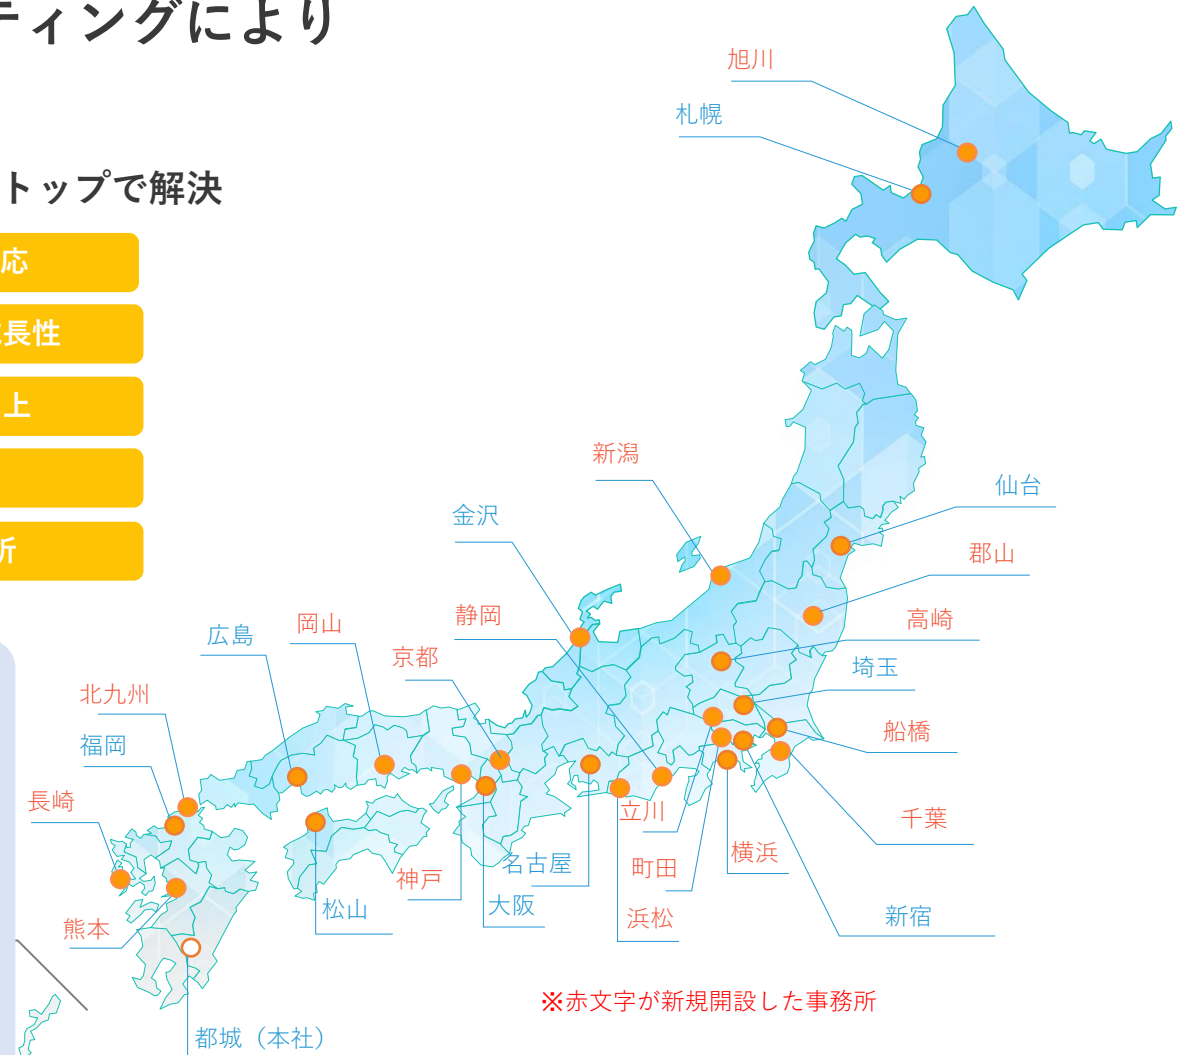 ティングにより
トップで解決
応
長性
上
旭川
札幌
新潟
仙台
金沢
郡山
静岡
高崎
岡山
広島
京都
埼玉
北九州
船橋
福岡
長崎
立川
千葉
横浜
名古屋
町田
神戸
大阪
松山
浜松
新宿
熊本
※赤文字が新規開設した事務所
都城（本社）